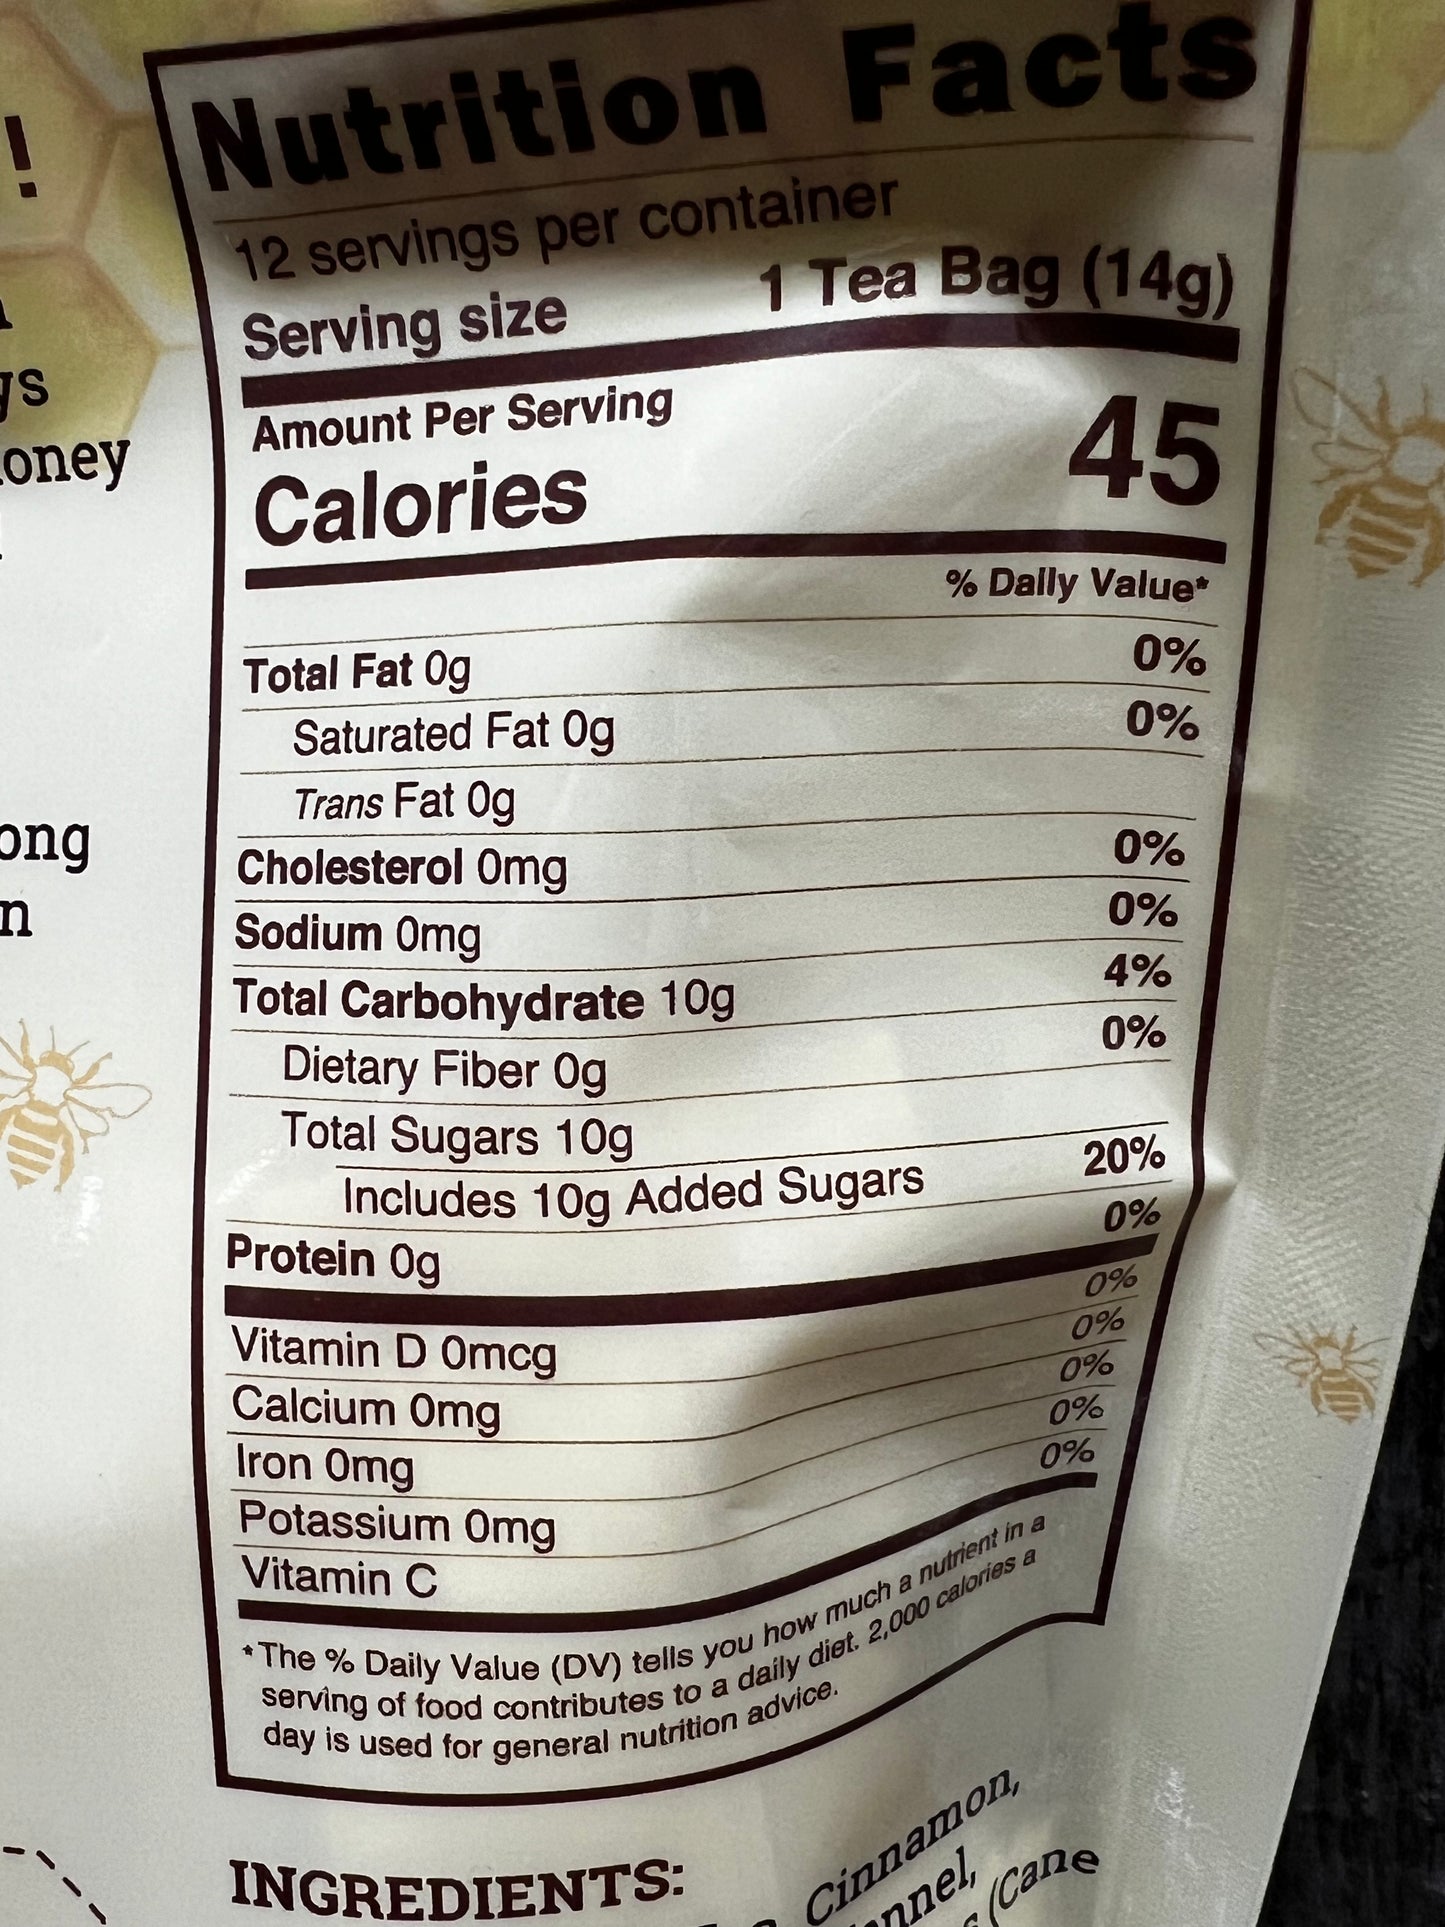 !
ys
oney
ong
n
Nutrition Facts
12 servings per container
Serving size 1 Tea Bag (14g)
Amount Per Serving
Calories 45
% Daily Value*
Total Fat 0g 0%
Saturated Fat 0g 0%
Trans Fat 0g
Cholesterol 0mg 0%
Sodium 0mg 0%
Total Carbohydrate 10g 4%
Dietary Fiber 0g 0%
Total Sugars 10g
Includes 10g Added Sugars 20%
Protein 0g 0%
Vitamin D 0mcg 0%
Calcium 0mg 0%
Iron 0mg 0%
Potassium 0mg 0%
Vitamin C 0%
*The % Daily Value (DV) tells you how much a nutrient in a
serving of food contributes to a daily diet. 2,000 calories a
day is used for general nutrition advice.
INGREDIENTS:
Cinnamon,
nnel,
(Cane